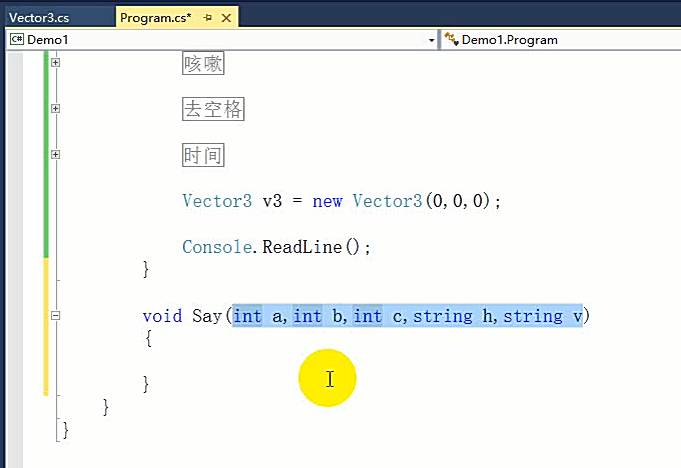 Vector3.cs Program.cs*
C# Demo1 Demo1.Program
咳嗽
去空格
时间
Vector3 v3 = new Vector3(0,0,0);
Console.ReadLine();
}
void Say(int a,int b,int c,string h,string v)
{
}
}
}